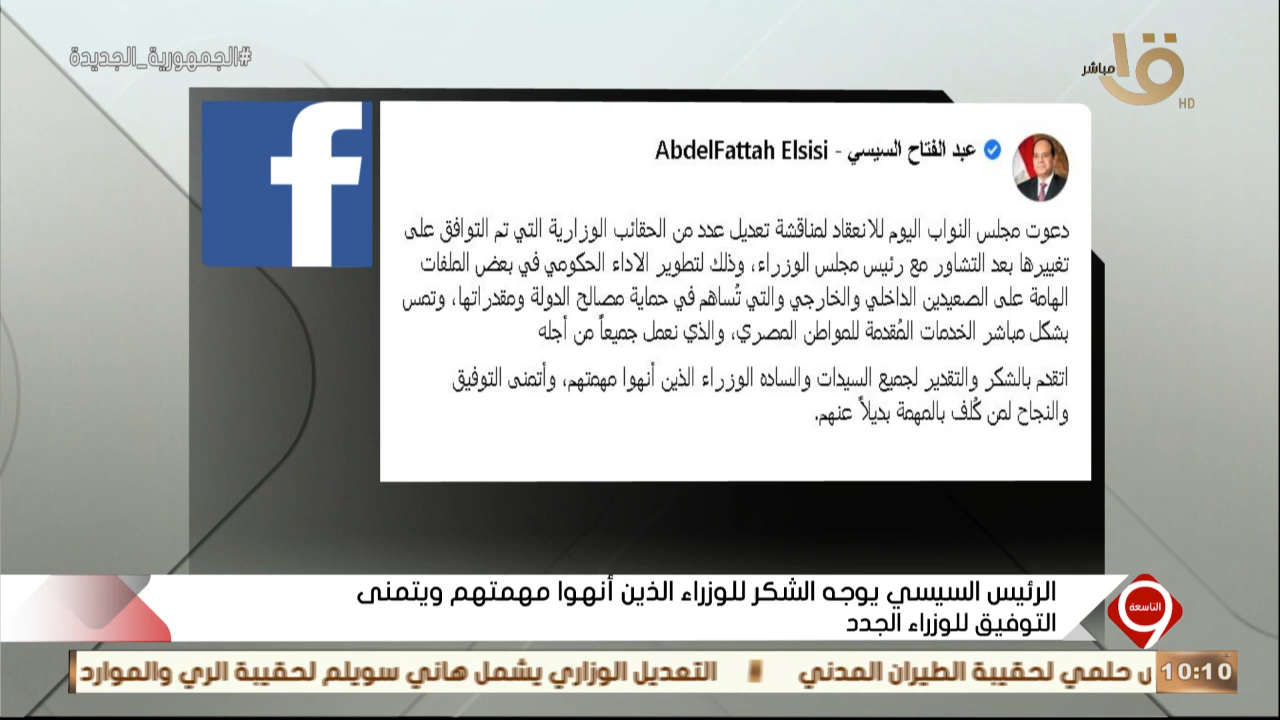 #الجمهورية_الجديدة
مباشر
HD
عبد الفتاح السيسي - AbdelFattah Elsisi
دعوت مجلس النواب اليوم للانعقاد لمناقشة تعديل عدد من الحقائب الوزارية التي تم التوافق على
تغييرها بعد التشاور مع رئيس مجلس الوزراء، وذلك لتطوير الاداء الحكومي في بعض الملفات
الهامة على الصعيدين الداخلي والخارجي والتي تُساهم في حماية مصالح الدولة ومقدراتها، وتمس
بشكل مباشر الخدمات المُقدمة للمواطن المصري، والذي نعمل جميعاً من أجله
اتقدم بالشكر والتقدير لجميع السيدات والساده الوزراء الذين أنهوا مهمتهم، وأتمنى التوفيق
والنجاح لمن كُلف بالمهمة بديلاً عنهم.
الرئيس السيسي يوجه الشكر للوزراء الذين أنهوا مهمتهم ويتمنى
التوفيق للوزراء الجدد
التاسعة
9
10:10
حلمي لحقيبة الطيران المدني
التعديل الوزاري يشمل هاني سويلم لحقيبة الري والموارد